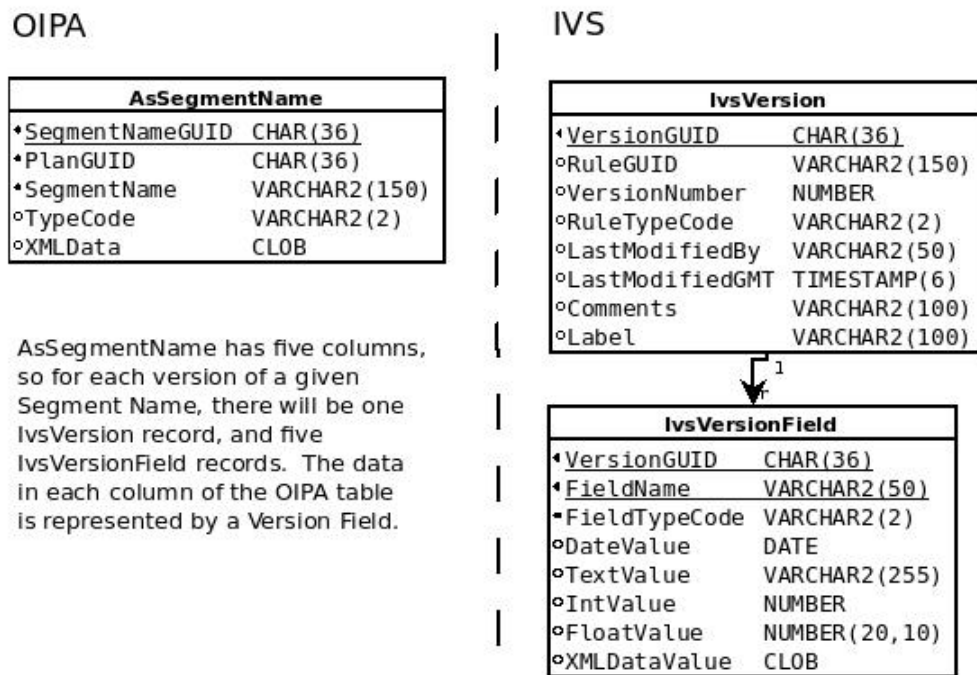 OIPA
AsSegmentName
SegmentNameGUID CHAR(36)
PlanGUID CHAR(36)
SegmentName VARCHAR2(150)
TypeCode VARCHAR2(2)
XMLData CLOB
AsSegmentName has five columns,
so for each version of a given
Segment Name, there will be one
IvsVersion record, and five
IvsVersionField records. The data
in each column of the OIPA table
is represented by a Version Field.
IVS
IvsVersion
VersionGUID CHAR(36)
RuleGUID VARCHAR2(150)
VersionNumber NUMBER
RuleTypeCode VARCHAR2(2)
LastModifiedBy VARCHAR2(50)
LastModifiedGMT TIMESTAMP(6)
Comments VARCHAR2(100)
Label VARCHAR2(100)
1
IvsVersionField
VersionGUID CHAR(36)
FieldName VARCHAR2(50)
FieldTypeCode VARCHAR2(2)
DateValue DATE
TextValue VARCHAR2(255)
IntValue NUMBER
FloatValue NUMBER(20,10)
XMLDataValue CLOB